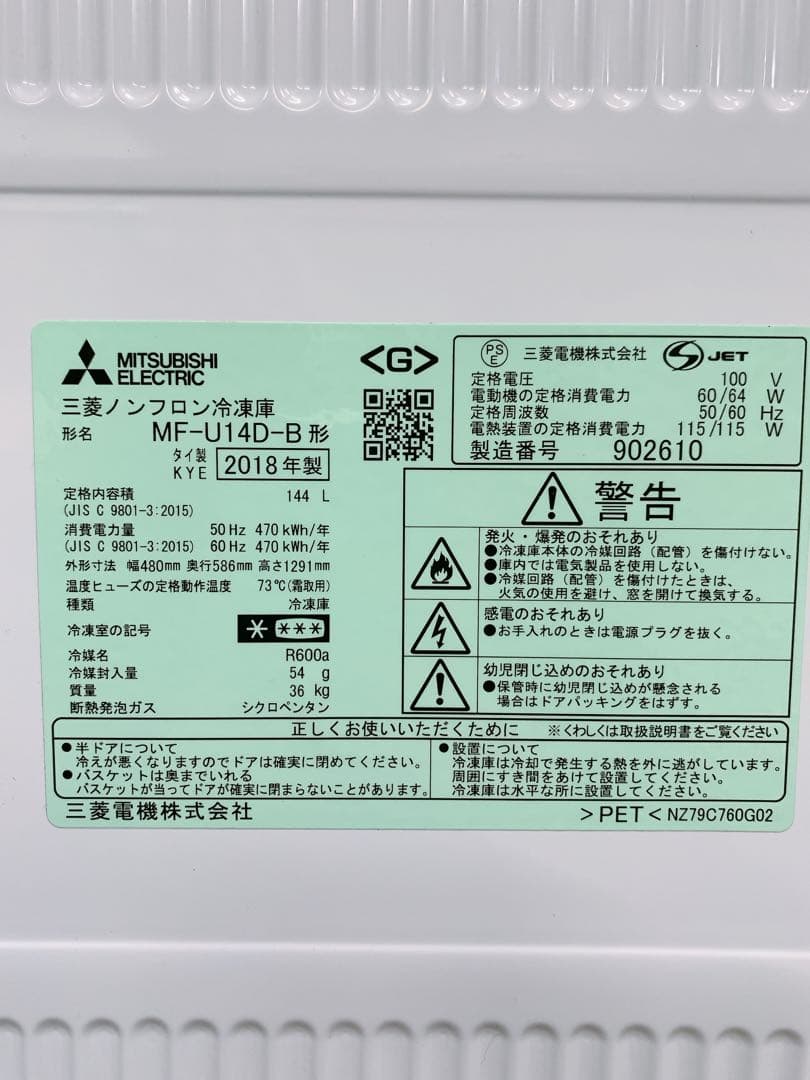 MITSUBISHI
ELECTRIC
<G>
三菱ノンフロン冷凍庫
形名 MF-U14D-B 形
タイ製
KYE
2018年製
定格内容積 144 L
(JIS C 9801-3:2015)
消費電力量 50 Hz 470 kWh/年
(JIS C 9801-3:2015) 60 Hz 470 kWh/年
外形寸法 幅480mm 奥行586mm 高さ1291mm
温度ヒューズの定格動作温度 73℃(霜取用)
種類 冷凍庫
冷凍室の記号 * ***
冷媒名 R600a
冷媒封入量 54 g
質量 36 kg
断熱発泡ガス シクロペンタン
PS
E
三菱電機株式会社 S JET
定格電圧 100 V
電動機の定格消費電力 60/64 W
定格周波数 50/60 Hz
電熱装置の定格消費電力 115/115 W
製造番号 902610
警告
発火・爆発のおそれあり
●冷凍庫本体の冷媒回路(配管)を傷付けない。
●庫内では電気製品を使用しない。
●冷媒回路(配管)を傷付けたときは、
火気の使用を避け、窓を開けて換気する。
感電のおそれあり
●お手入れのときは電源プラグを抜く。
幼児閉じ込めのおそれあり
●保管時に幼児閉じ込めが懸念される
場合はドアパッキングをはずす。
正しくお使いいただくために ※くわしくは取扱説明書をご覧ください
●半ドアについて
冷えが悪くなりますのでドアは確実に閉めてください。
●バスケットは奥までいれる
バスケットが当ってドアが確実に閉まらないことがあります。
●設置について
冷凍庫は冷却で発生する熱を外に逃がしています。
周囲にすき間をあけて設置してください。
冷凍庫は水平な所に設置してください。
三菱電機株式会社
>PET< NZ79C760G02